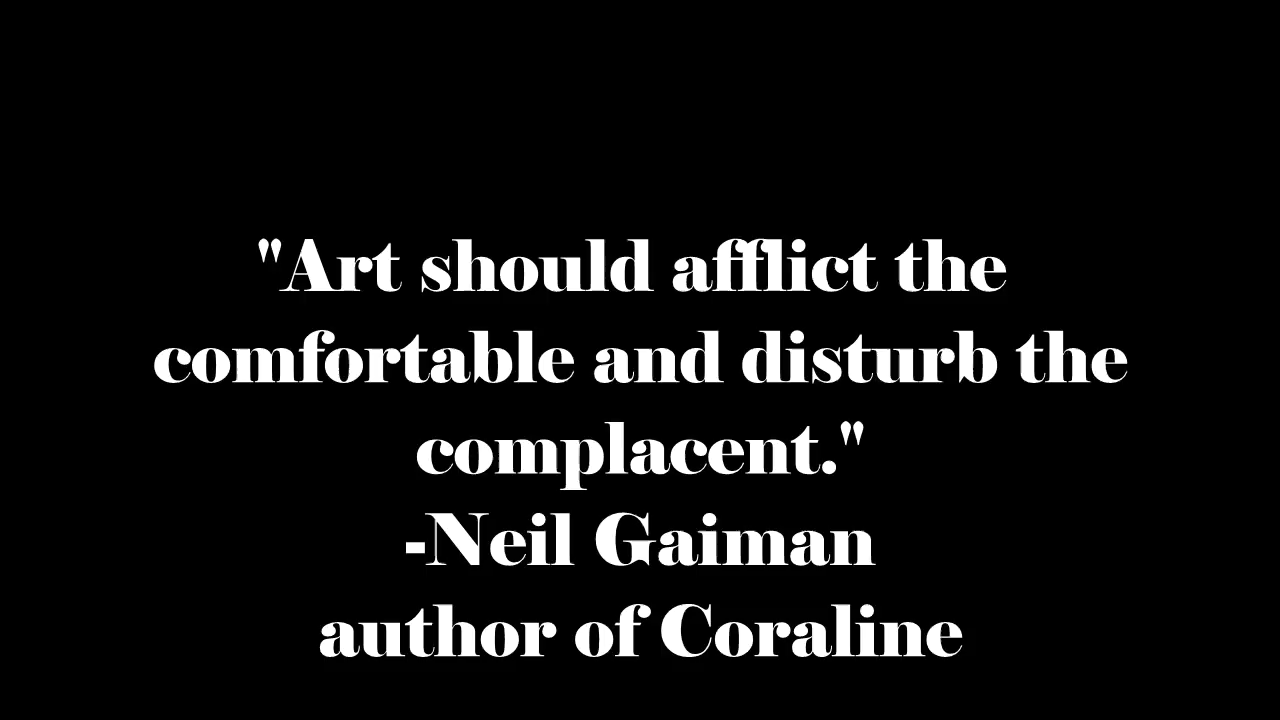 "Art should afflict the
comfortable and disturb the
complacent."
-Neil Gaiman
author of Coraline